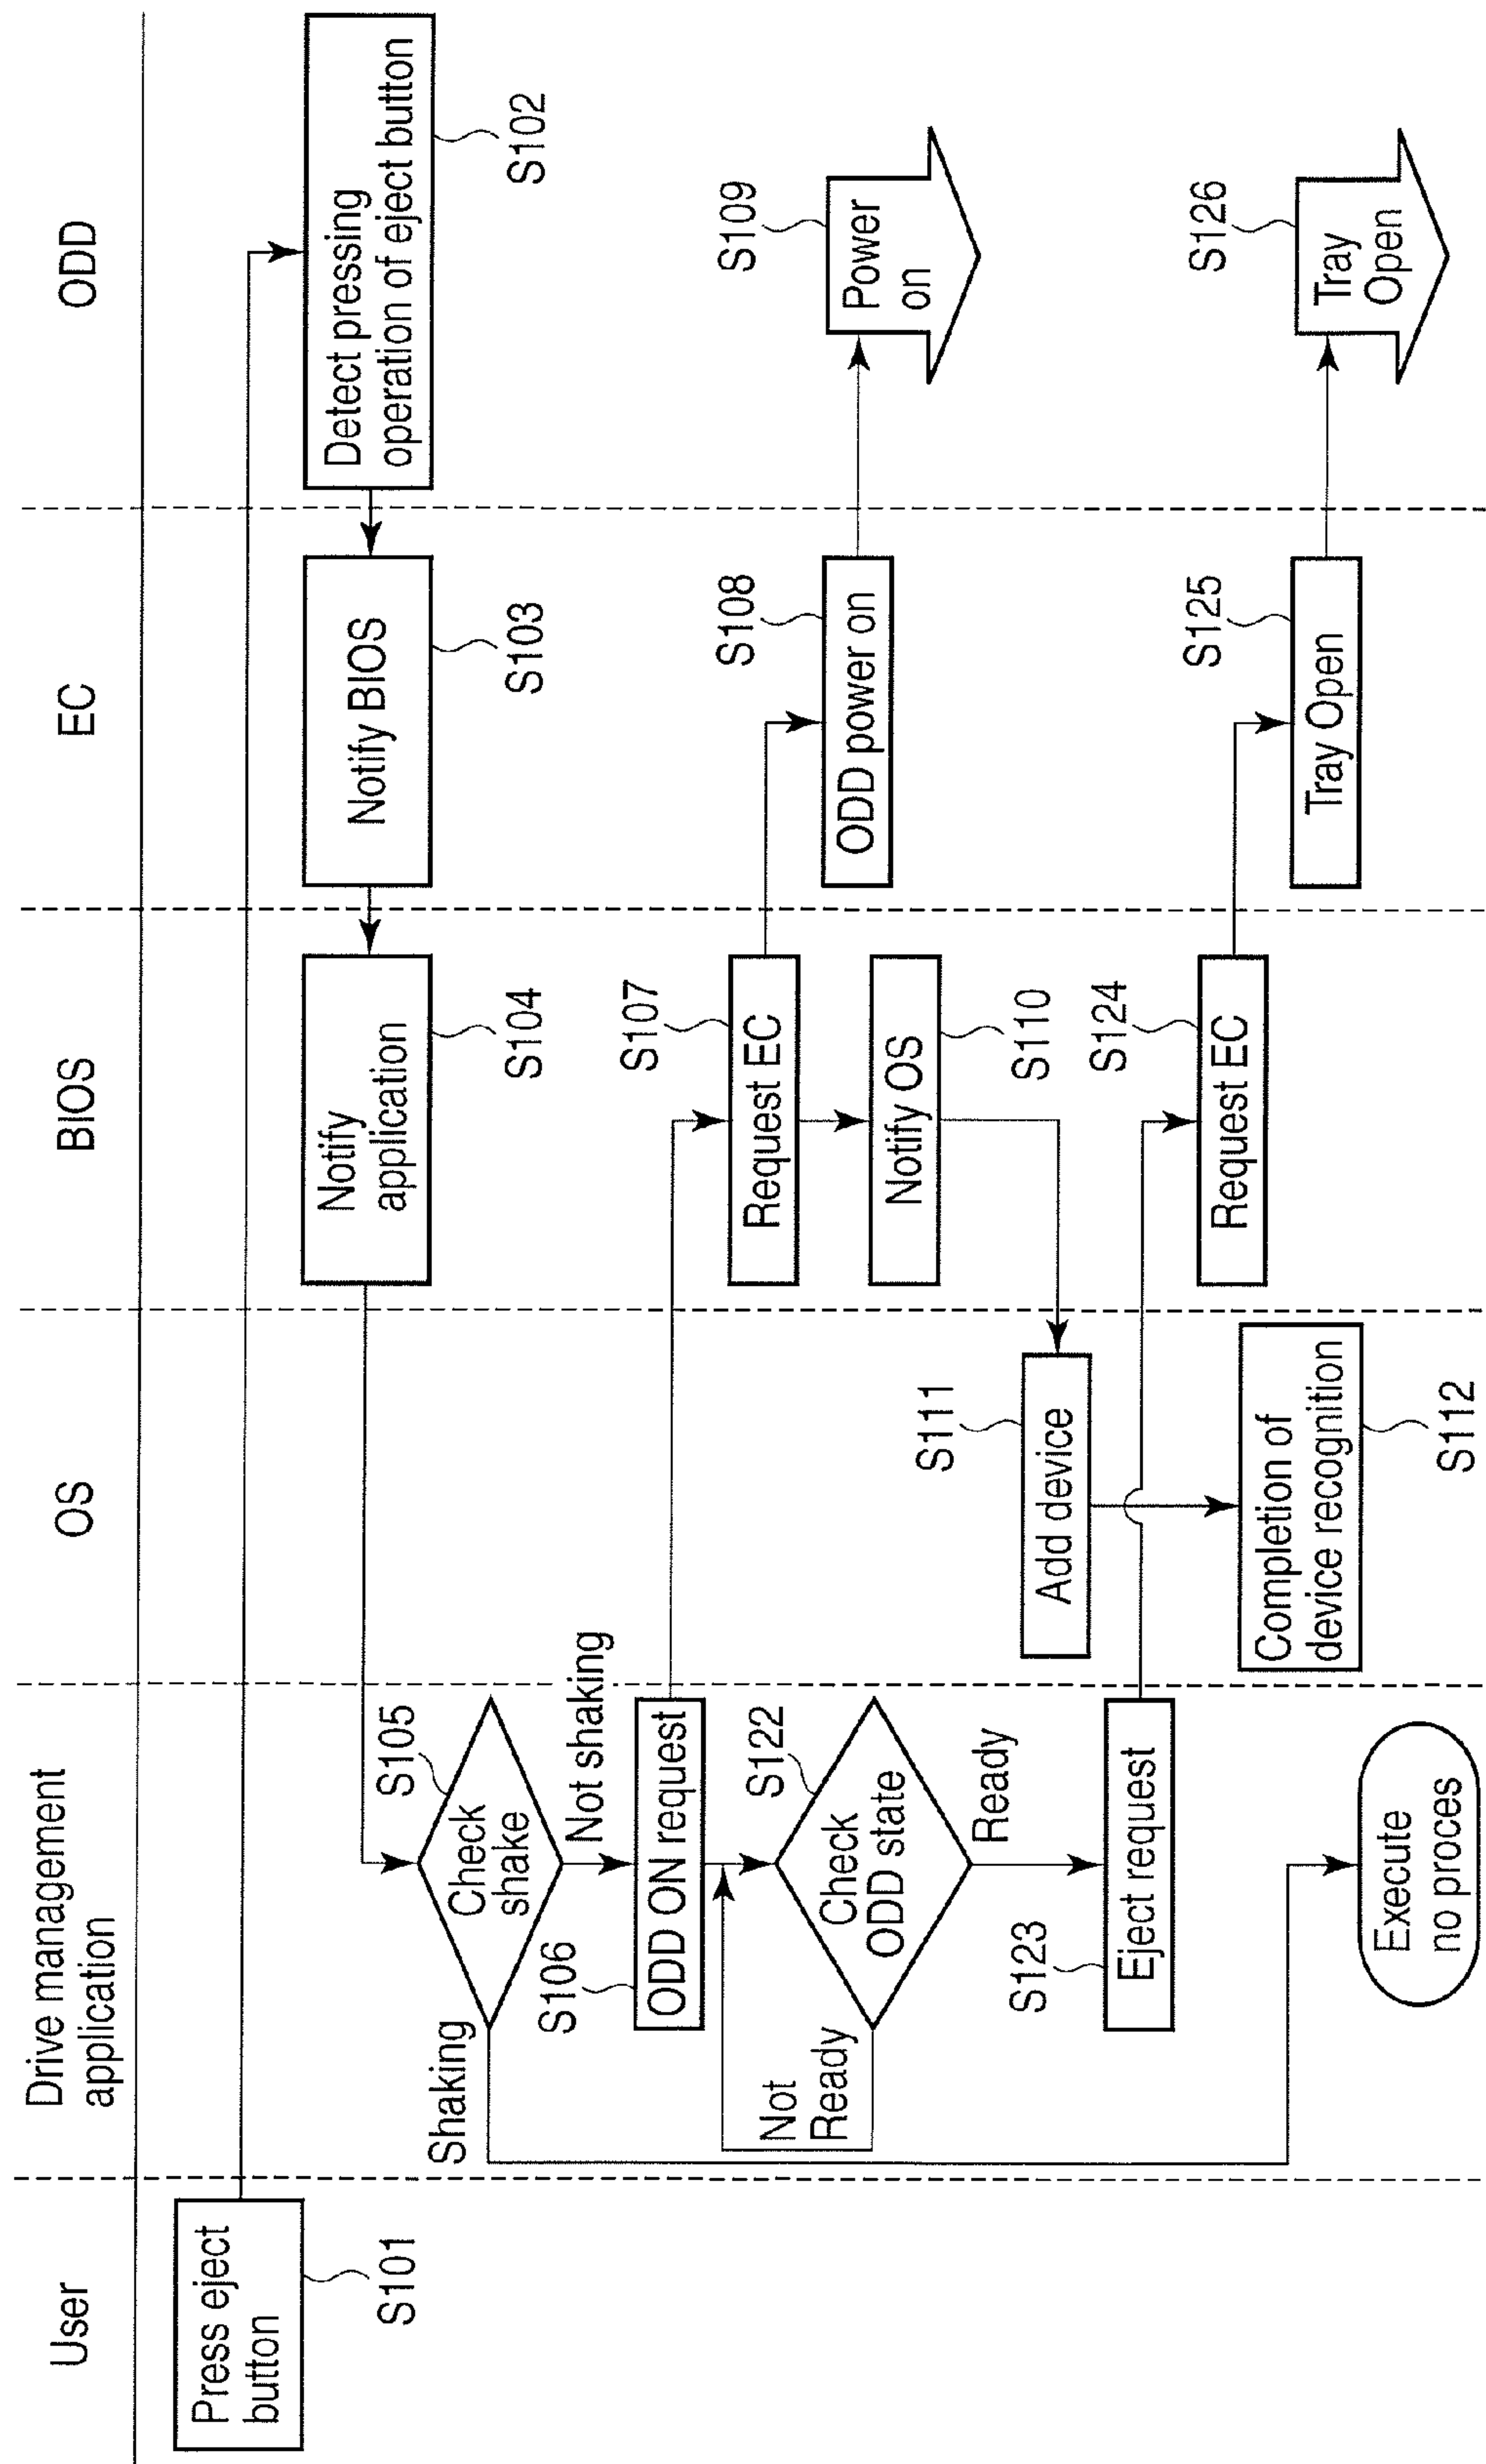 User
Drive management
application
OS
BIOS
EC
ODD
Press eject
button
S101
Detect pressing
operation of eject button
S102
Notify BIOS
S103
Notify
application
S104
Check
shake
S105
Shaking
Not shaking
ODD ON request
S106
Request EC
S107
ODD power on
S108
Power
on
S109
Notify OS
S110
Add device
S111
Completion of
device recognition
S112
Check
ODD state
S122
Not
Ready
Ready
Eject request
S123
Request EC
S124
Tray Open
S125
Tray
Open
S126
Execute
no proces